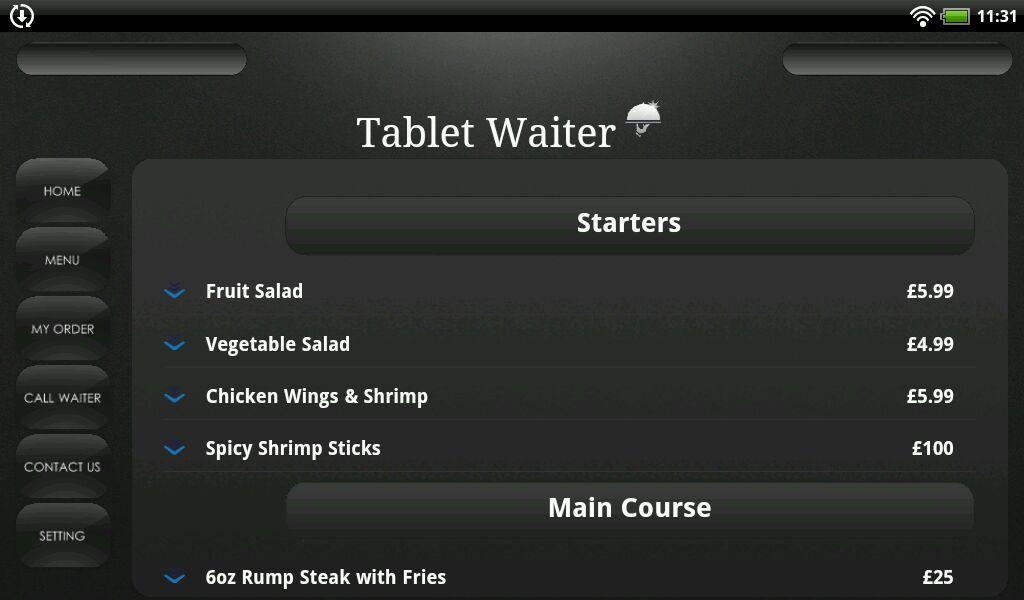 11:31
Tablet Waiter
HOME
MENU
MY ORDER
CALL WAITER
CONTACT US
SETTING
Starters
Fruit Salad £5.99
Vegetable Salad £4.99
Chicken Wings & Shrimp £5.99
Spicy Shrimp Sticks £100
Main Course
6oz Rump Steak with Fries £25